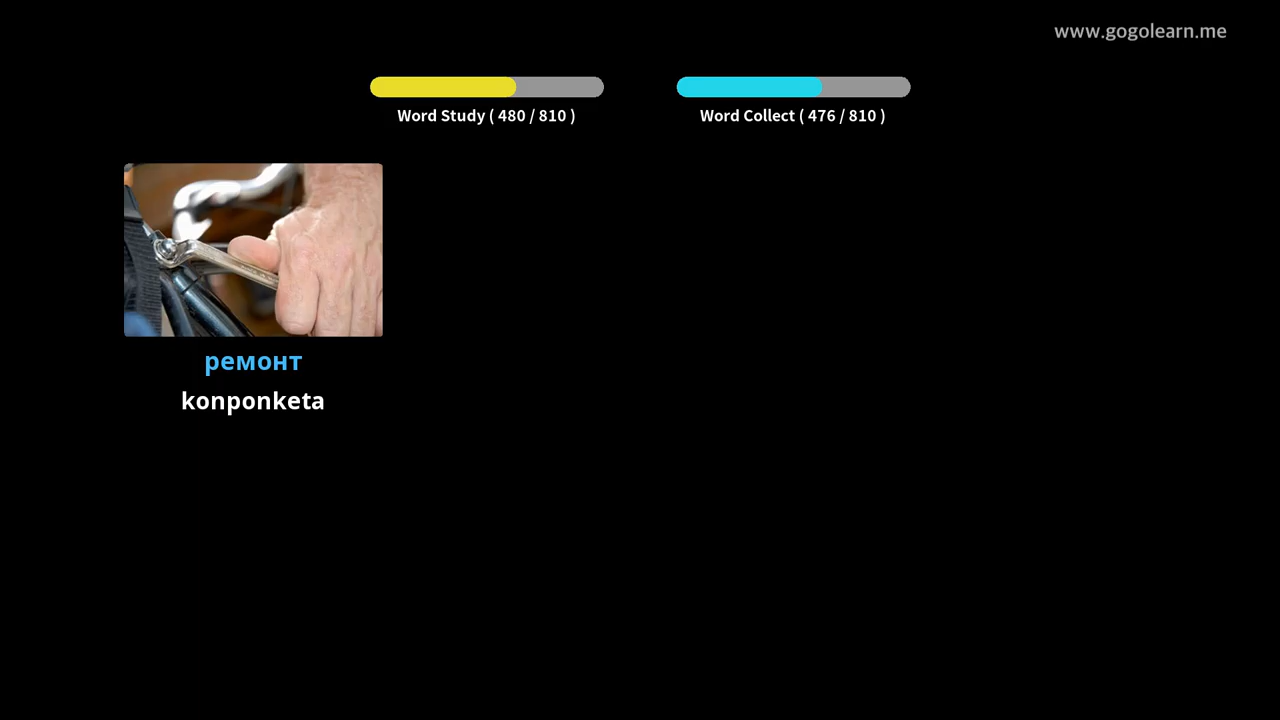 www.gogolearn.me
Word Study ( 480 / 810 )
Word Collect ( 476 / 810 )
ремонт
konponketa